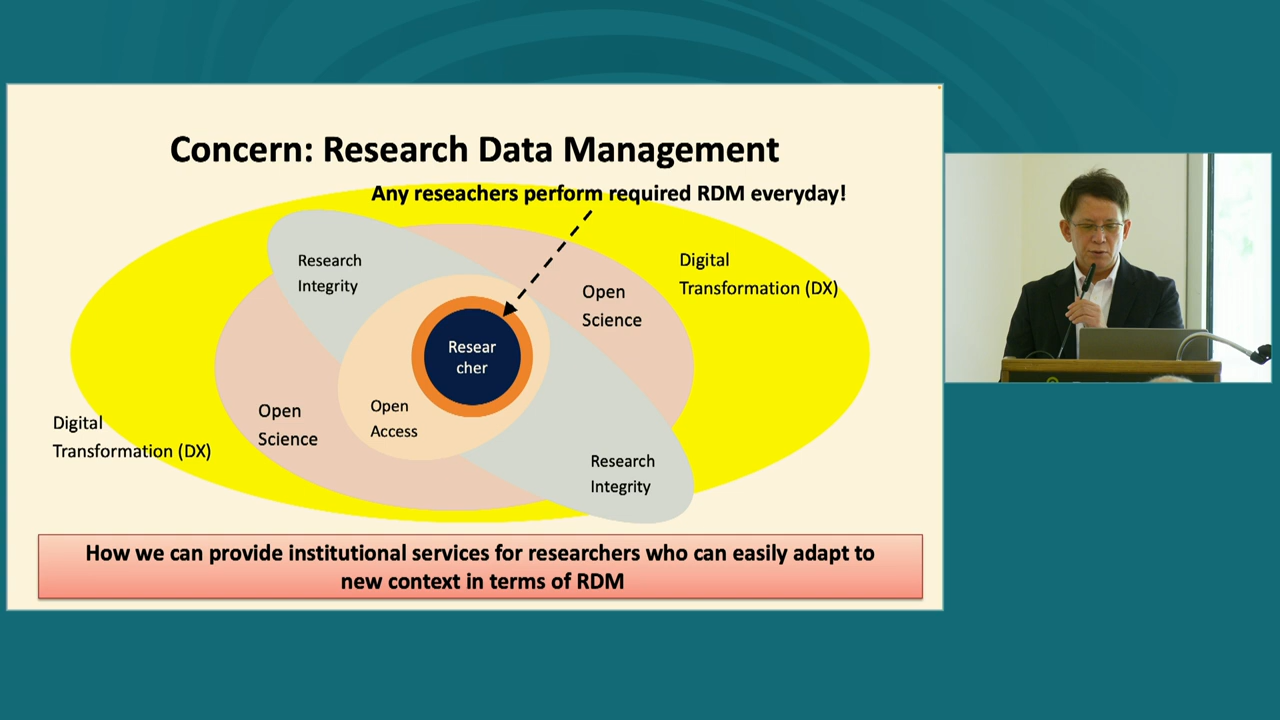 Concern: Research Data Management
Any reseachers perform required RDM everyday!
Research
Integrity
Open
Science
Digital
Transformation (DX)
Resear
cher
Open
Access
Open
Science
Digital
Transformation (DX)
Research
Integrity
How we can provide institutional services for researchers who can easily adapt to
new context in terms of RDM